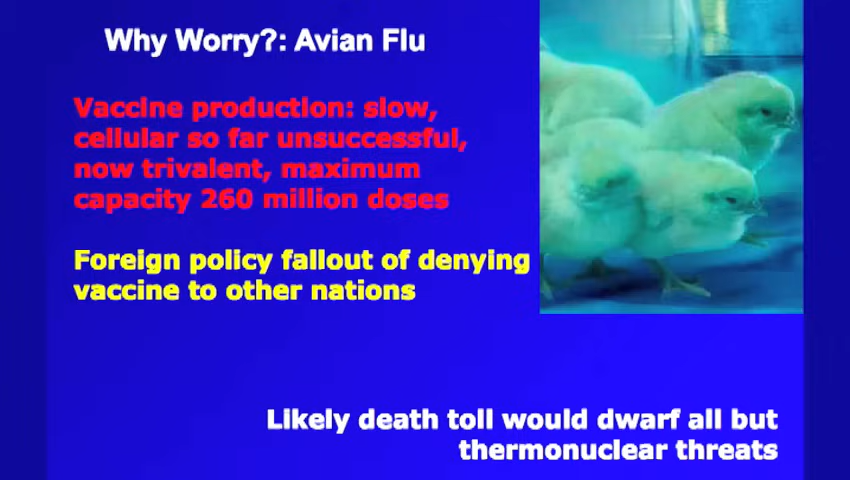 Why Worry?: Avian Flu
Vaccine production: slow,
cellular so far unsuccessful,
now trivalent, maximum
capacity 260 million doses
Foreign policy fallout of denying
vaccine to other nations
Likely death toll would dwarf all but
thermonuclear threats